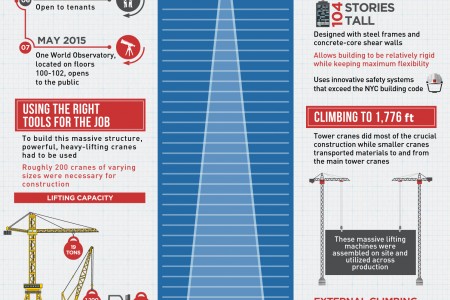 06
Open to tenants
07
MAY 2015
One World Observatory,
located on floors
100-102, opens
to the public
USING THE RIGHT
TOOLS FOR THE JOB
To build this massive structure,
powerful, heavy-lifting cranes
had to be used
Roughly 200 cranes of varying
sizes were necessary for
construction
LIFTING CAPACITY
19
TONS
104
STORIES
TALL
Designed with steel frames and
concrete-core shear walls
Allows building to be relatively rigid
while keeping maximum flexibility
Uses innovative safety systems
that exceed the NYC building code
CLIMBING TO 1,776 ft
Tower cranes did most of the crucial
construction while smaller cranes
transported materials to and from
the main tower cranes
These massive lifting
machines were
assembled on site and
utilized across
production
EXTERNAL CLIMBING